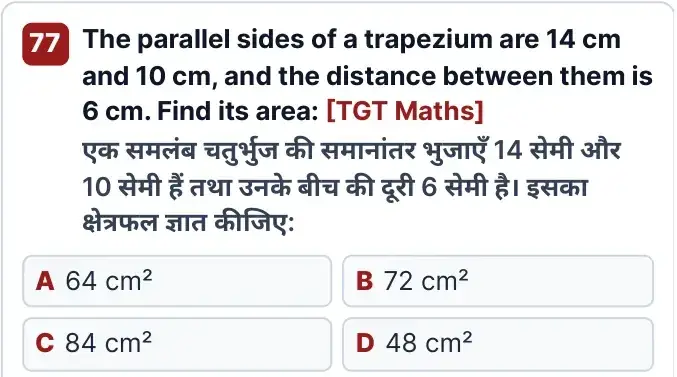 77 The parallel sides of a trapezium are 14 cm
and 10 cm, and the distance between them is
6 cm. Find its area: [TGT Maths]
एक समलंब चतुर्भुज की समानांतर भुजाएँ 14 सेमी और
10 सेमी हैं तथा उनके बीच की दूरी 6 सेमी है। इसका
क्षेत्रफल ज्ञात कीजिए:
A 64 cm² B 72 cm²
C 84 cm² D 48 cm²